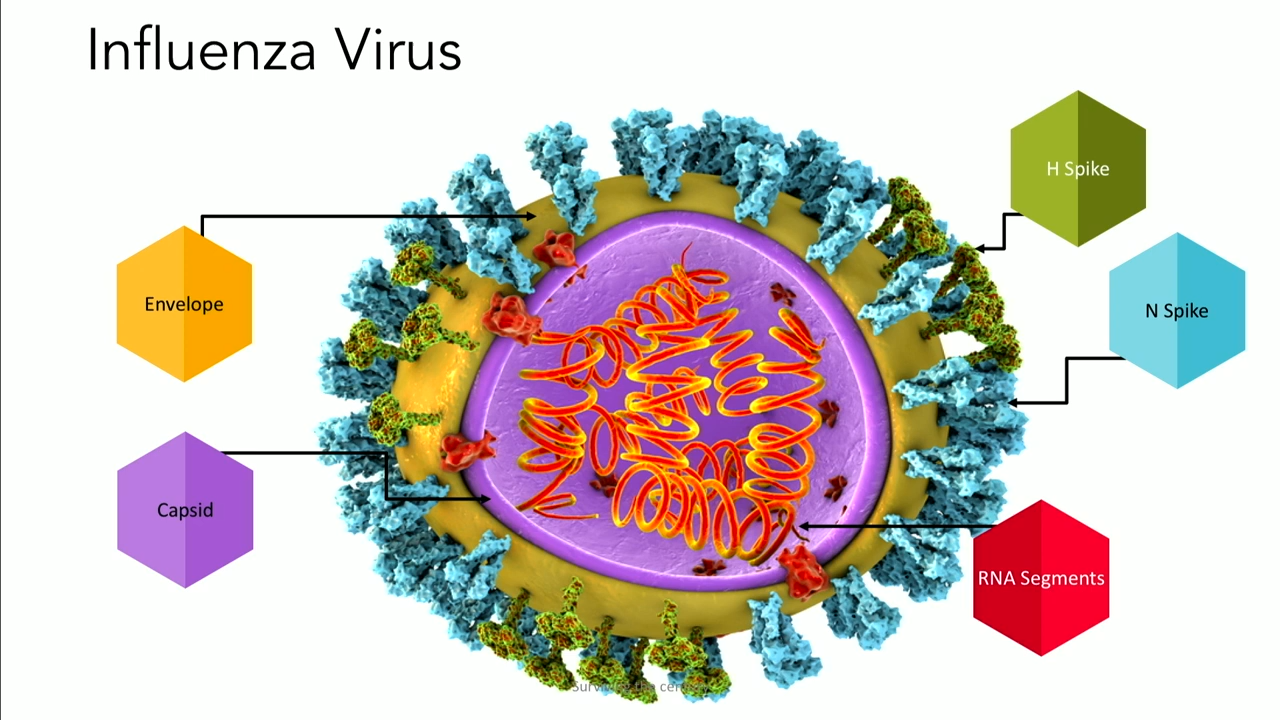 Influenza Virus
H Spike
Envelope
N Spike
Capsid
RNA Segments